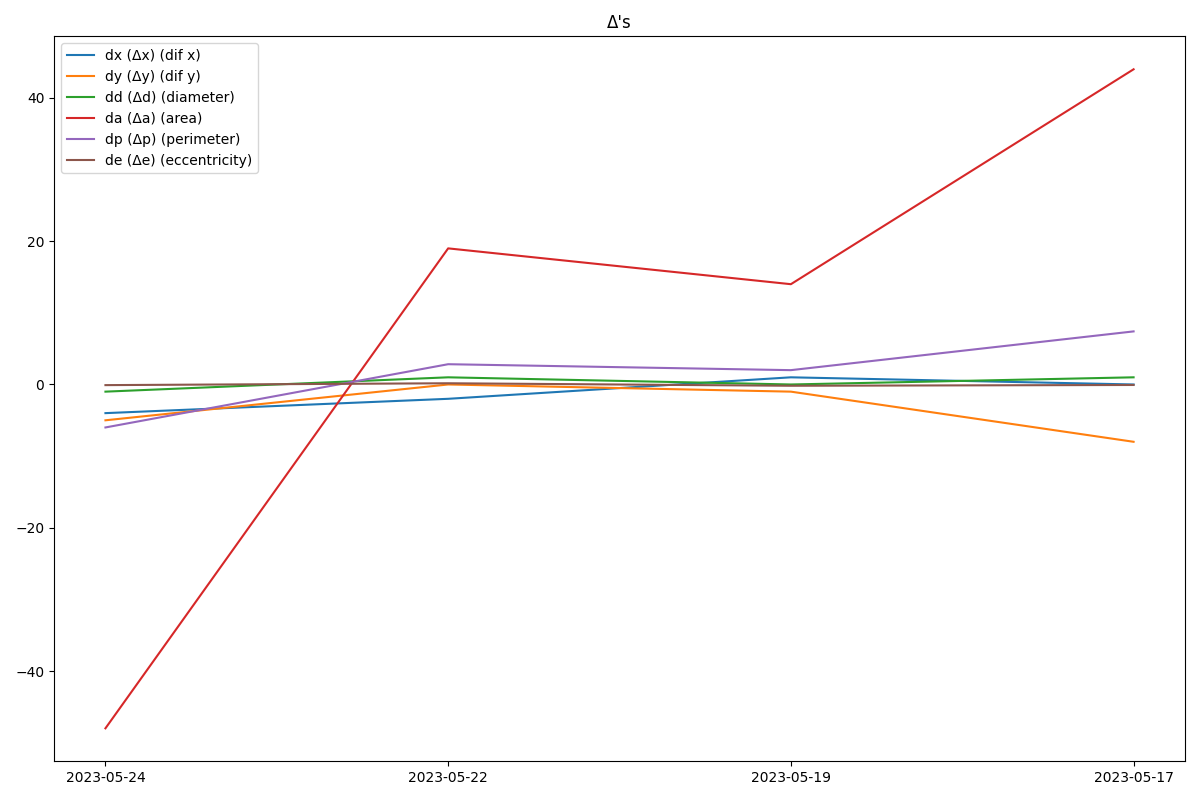 Δ's
dx (Δx) (dif x)
dy (Δy) (dif y)
dd (Δd) (diameter)
da (Δa) (area)
dp (Δp) (perimeter)
de (Δe) (eccentricity)
40
20
0
−20
−40
2023-05-24 2023-05-22 2023-05-19 2023-05-17